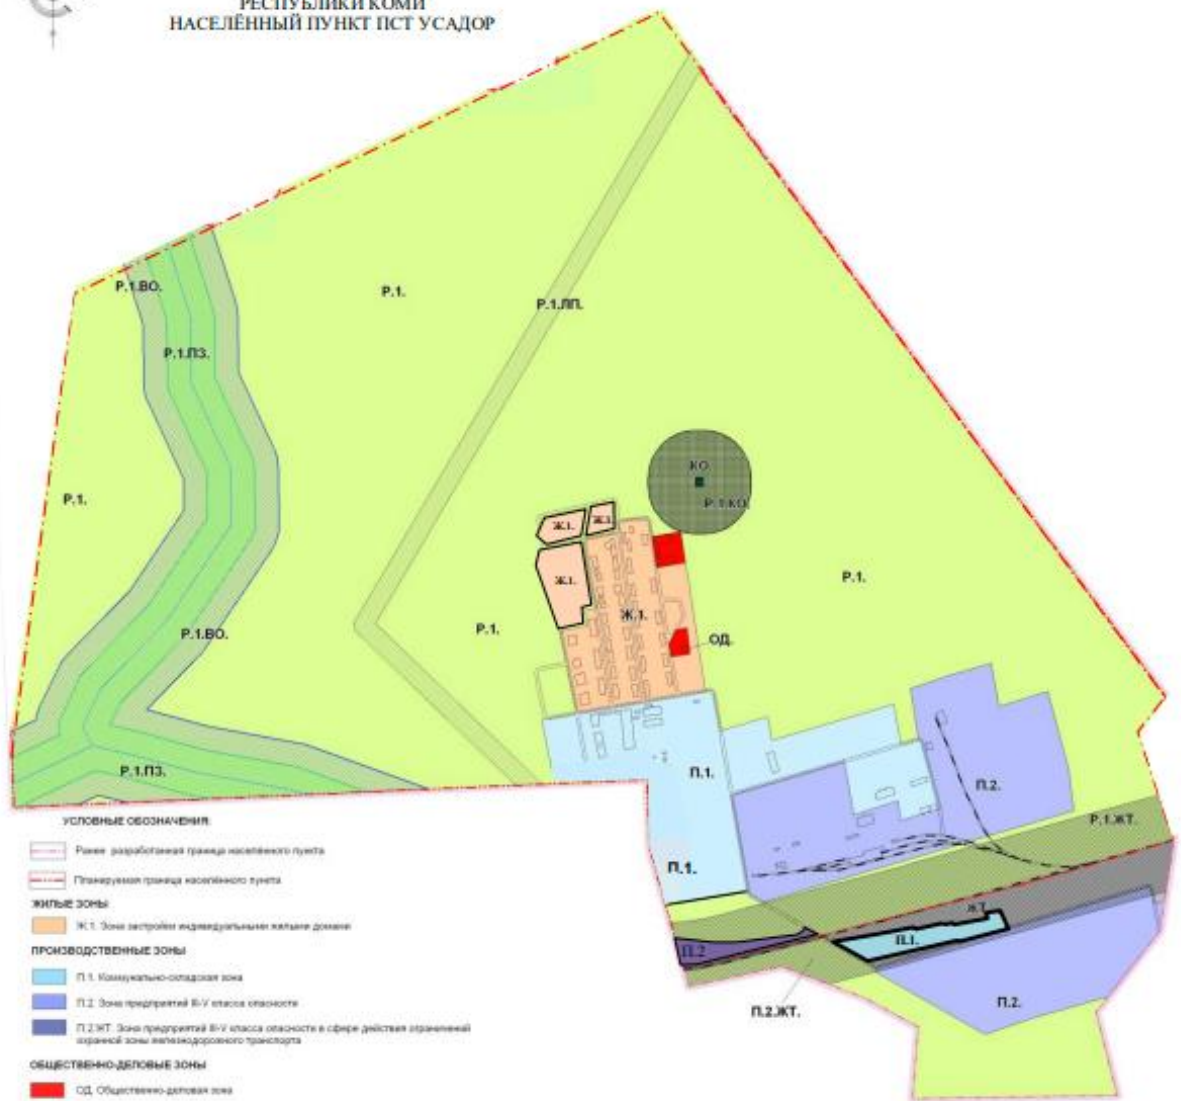 РЕСПУБЛИКИ КОМИ
НАСЕЛЁННЫЙ ПУНКТ ПСТ УСАДОР
Р.1.ВО.
Р.1.
Р.1.ЛП.
Р.1.ПЗ.
КО.
Р.1.КО.
Р.1.
Ж.1.
Ж.1.
Ж.1.
Р.1.
Ж.1.
Р.1.
Р.1.ВО.
ОД.
Р.1.ПЗ.
П.1.
П.2.
Р.1.ЖТ.
П.1.
ЖТ
П.2
П.1.
П.2.ЖТ.
П.2.
УСЛОВНЫЕ ОБОЗНАЧЕНИЯ:
Ранее разработанная граница населённого пункта
Планируемая граница населённого пункта
ЖИЛЫЕ ЗОНЫ
Ж.1. Зона застройки индивидуальными жилыми домами
ПРОИЗВОДСТВЕННЫЕ ЗОНЫ
П.1. Коммунально-складская зона
П.2. Зона предприятий III-V класса опасности
П.2.ЖТ. Зона предприятий III-V класса опасности в сфере действия ограничений
охранной зоны железнодорожного транспорта
ОБЩЕСТВЕННО-ДЕЛОВЫЕ ЗОНЫ
ОД. Общественно-деловая зона